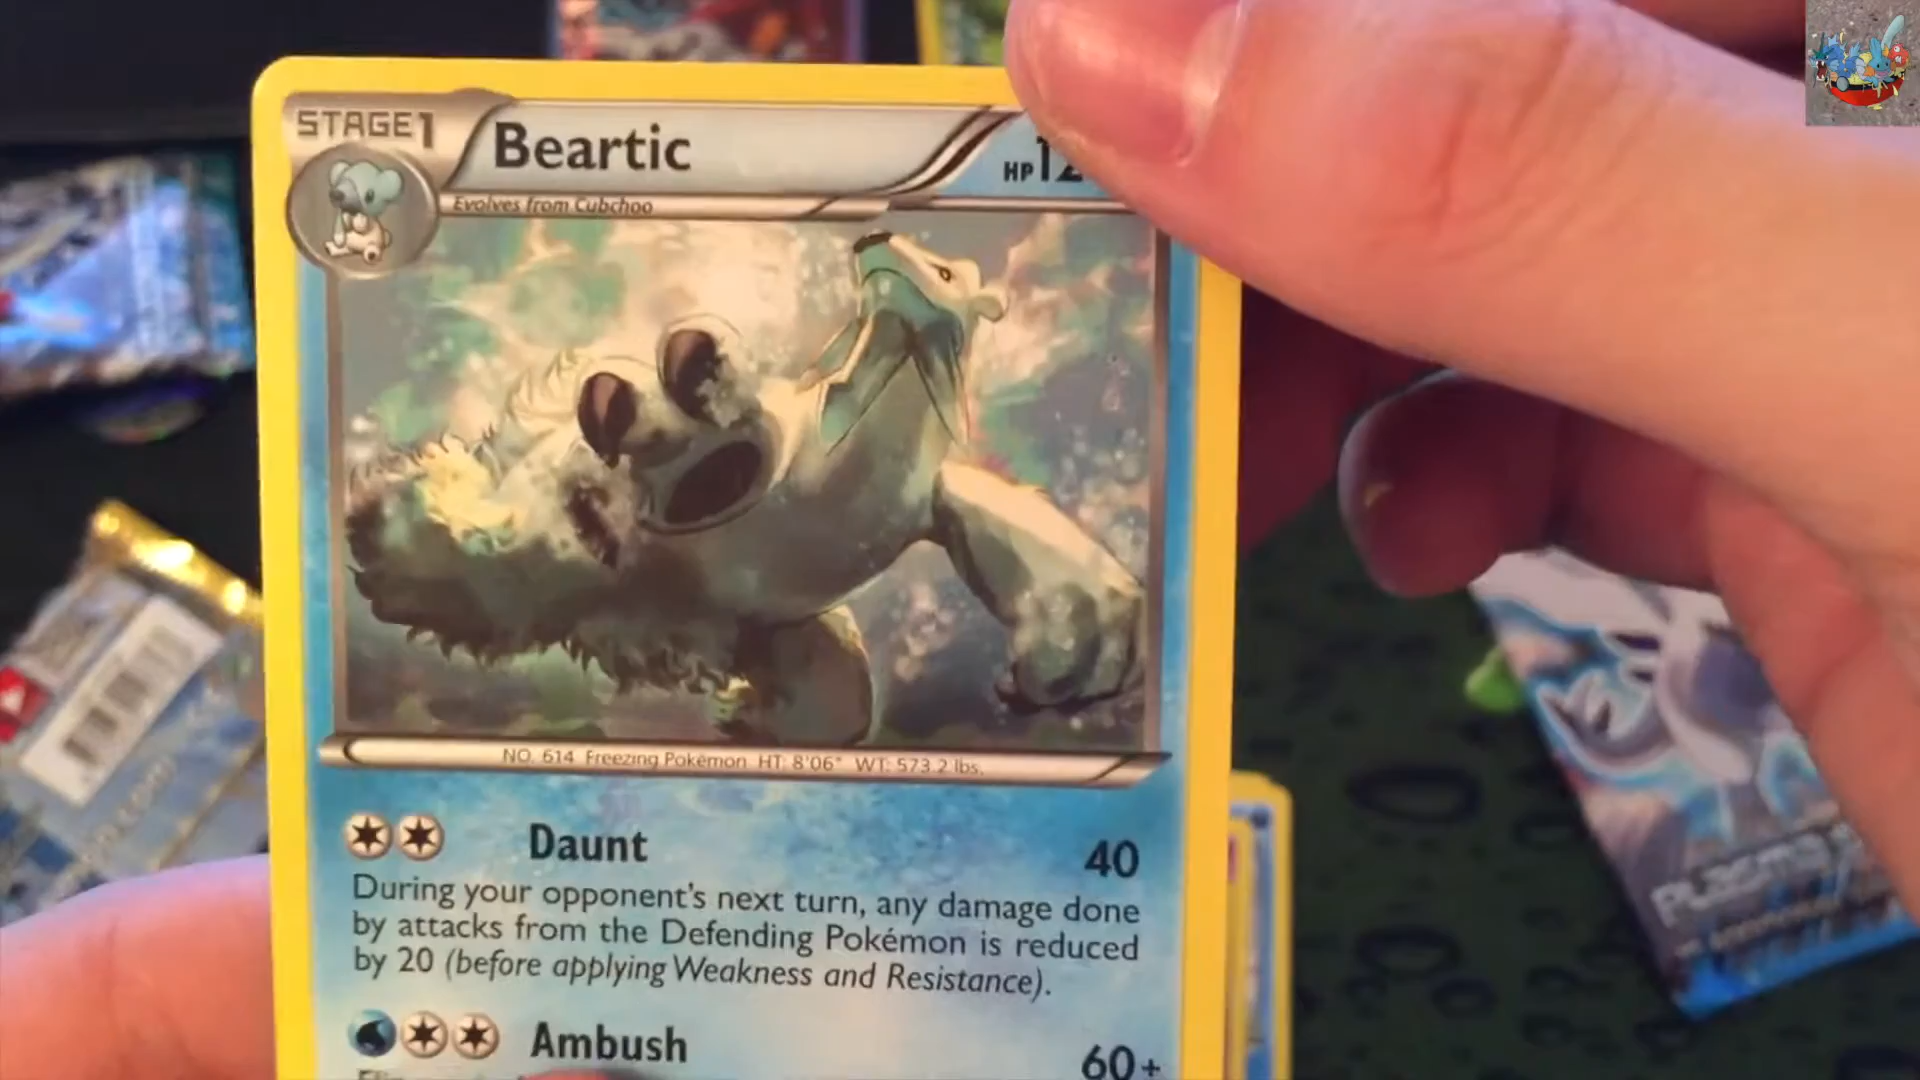 STAGE1
Beartic
HP 12
Evolves from Cubchoo
NO. 614 Freezing Pokémon HT: 8'06" WT: 573.2 lbs.
Daunt 40
During your opponent's next turn, any damage done
by attacks from the Defending Pokémon is reduced
by 20 (before applying Weakness and Resistance).
Ambush 60+
PLASMA